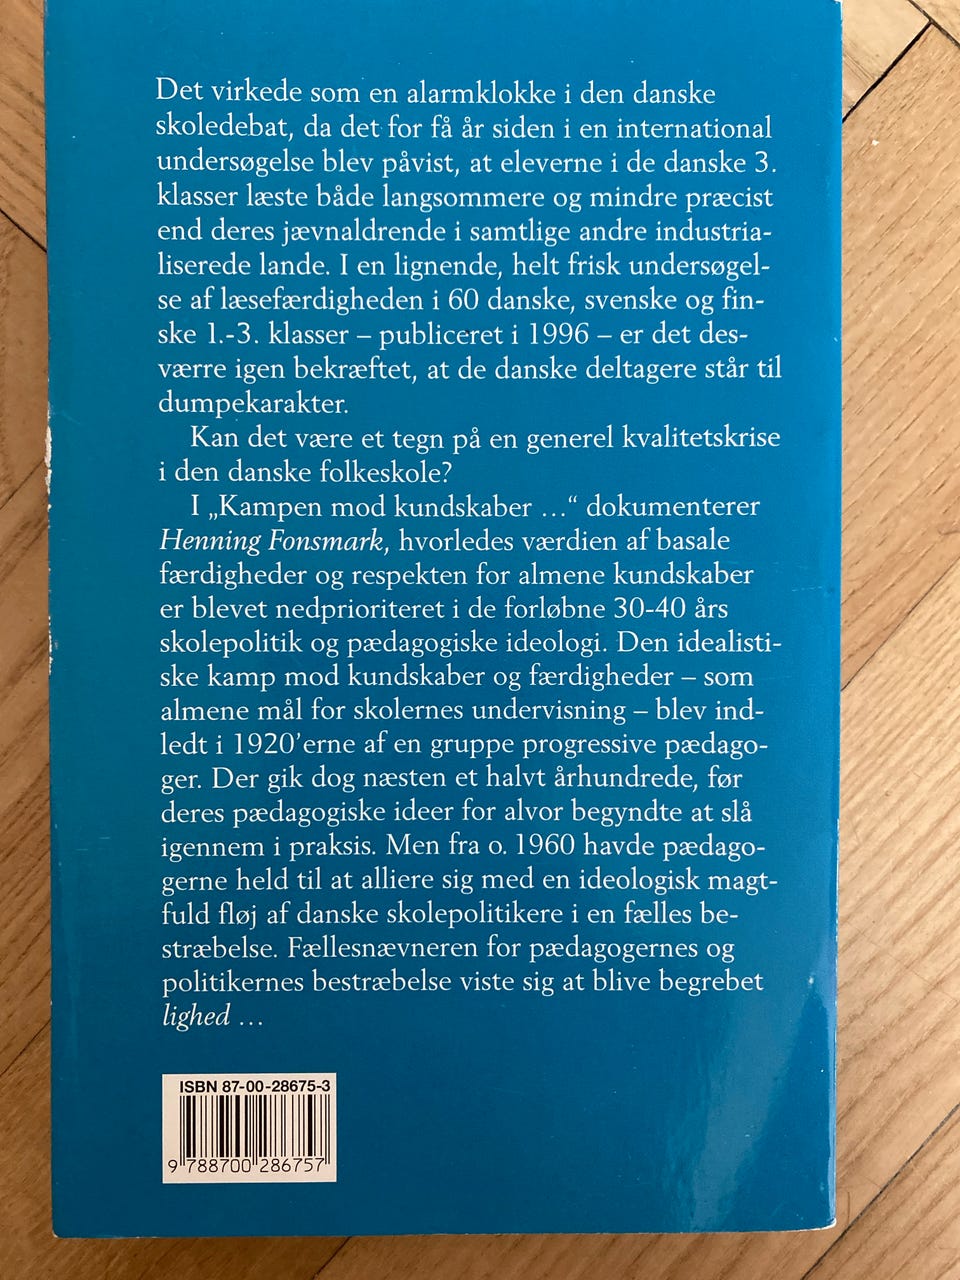 Det virkede som en alarmklokke i den danske
skoledebat, da det for få år siden i en international
undersøgelse blev påvist, at eleverne i de danske 3.
klasser læste både langsommere og mindre præcist
end deres jævnaldrende i samtlige andre industria-
liserede lande. I en lignende, helt frisk undersøgel-
se af læsefærdigheden i 60 danske, svenske og fin-
ske 1.-3. klasser – publiceret i 1996 – er det des-
værre igen bekræftet, at de danske deltagere står til
dumpekarakter.
Kan det være et tegn på en generel kvalitetskrise
i den danske folkeskole?
I „Kampen mod kundskaber ...“ dokumenterer
Henning Fonsmark, hvorledes værdien af basale
færdigheder og respekten for almene kundskaber
er blevet nedprioriteret i de forløbne 30-40 års
skolepolitik og pædagogiske ideologi. Den idealisti-
ske kamp mod kundskaber og færdigheder – som
almene mål for skolernes undervisning – blev ind-
ledt i 1920’erne af en gruppe progressive pædago-
ger. Der gik dog næsten et halvt århundrede, før
deres pædagogiske ideer for alvor begyndte at slå
igennem i praksis. Men fra o. 1960 havde pædago-
gerne held til at alliere sig med en ideologisk magt-
fuld fløj af danske skolepolitikere i en fælles be-
stræbelse. Fællesnævneren for pædagogernes og
politikernes bestræbelse viste sig at blive begrebet
lighed ...
ISBN 87-00-28675-3
9 788700 286757